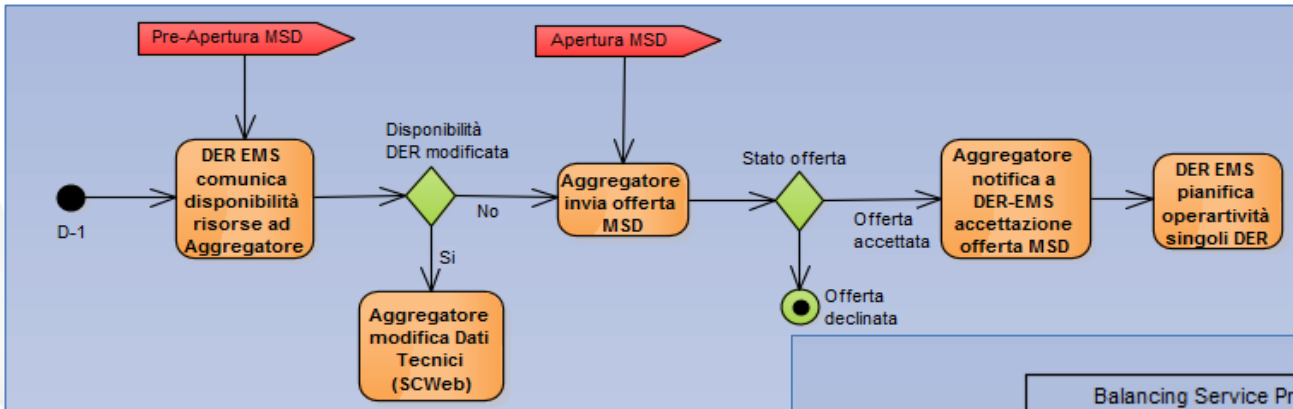 Pre-Apertura MSD
Apertura MSD
D-1
DER EMS
comunica
disponibilità
risorse ad
Aggregatore
Disponibilità
DER modificata
No
Si
Aggregatore
modifica Dati
Tecnici
(SCWeb)
Aggregatore
invia offerta
MSD
Stato offerta
Offerta
accettata
Offerta
declinata
Aggregatore
notifica a
DER-EMS
accettazione
offerta MSD
DER EMS
pianifica
operartività
singoli DER
Balancing Service Pr